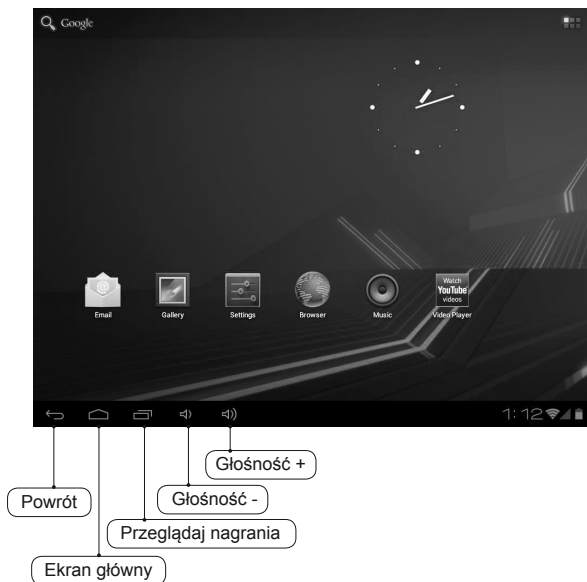 Google
Watch
YouTube
videos
Email
Gallery
Settings
Browser
Music
Video Player
1:12
Głośność +
Powrót
Głośność -
Przeglądaj nagrania
Ekran główny